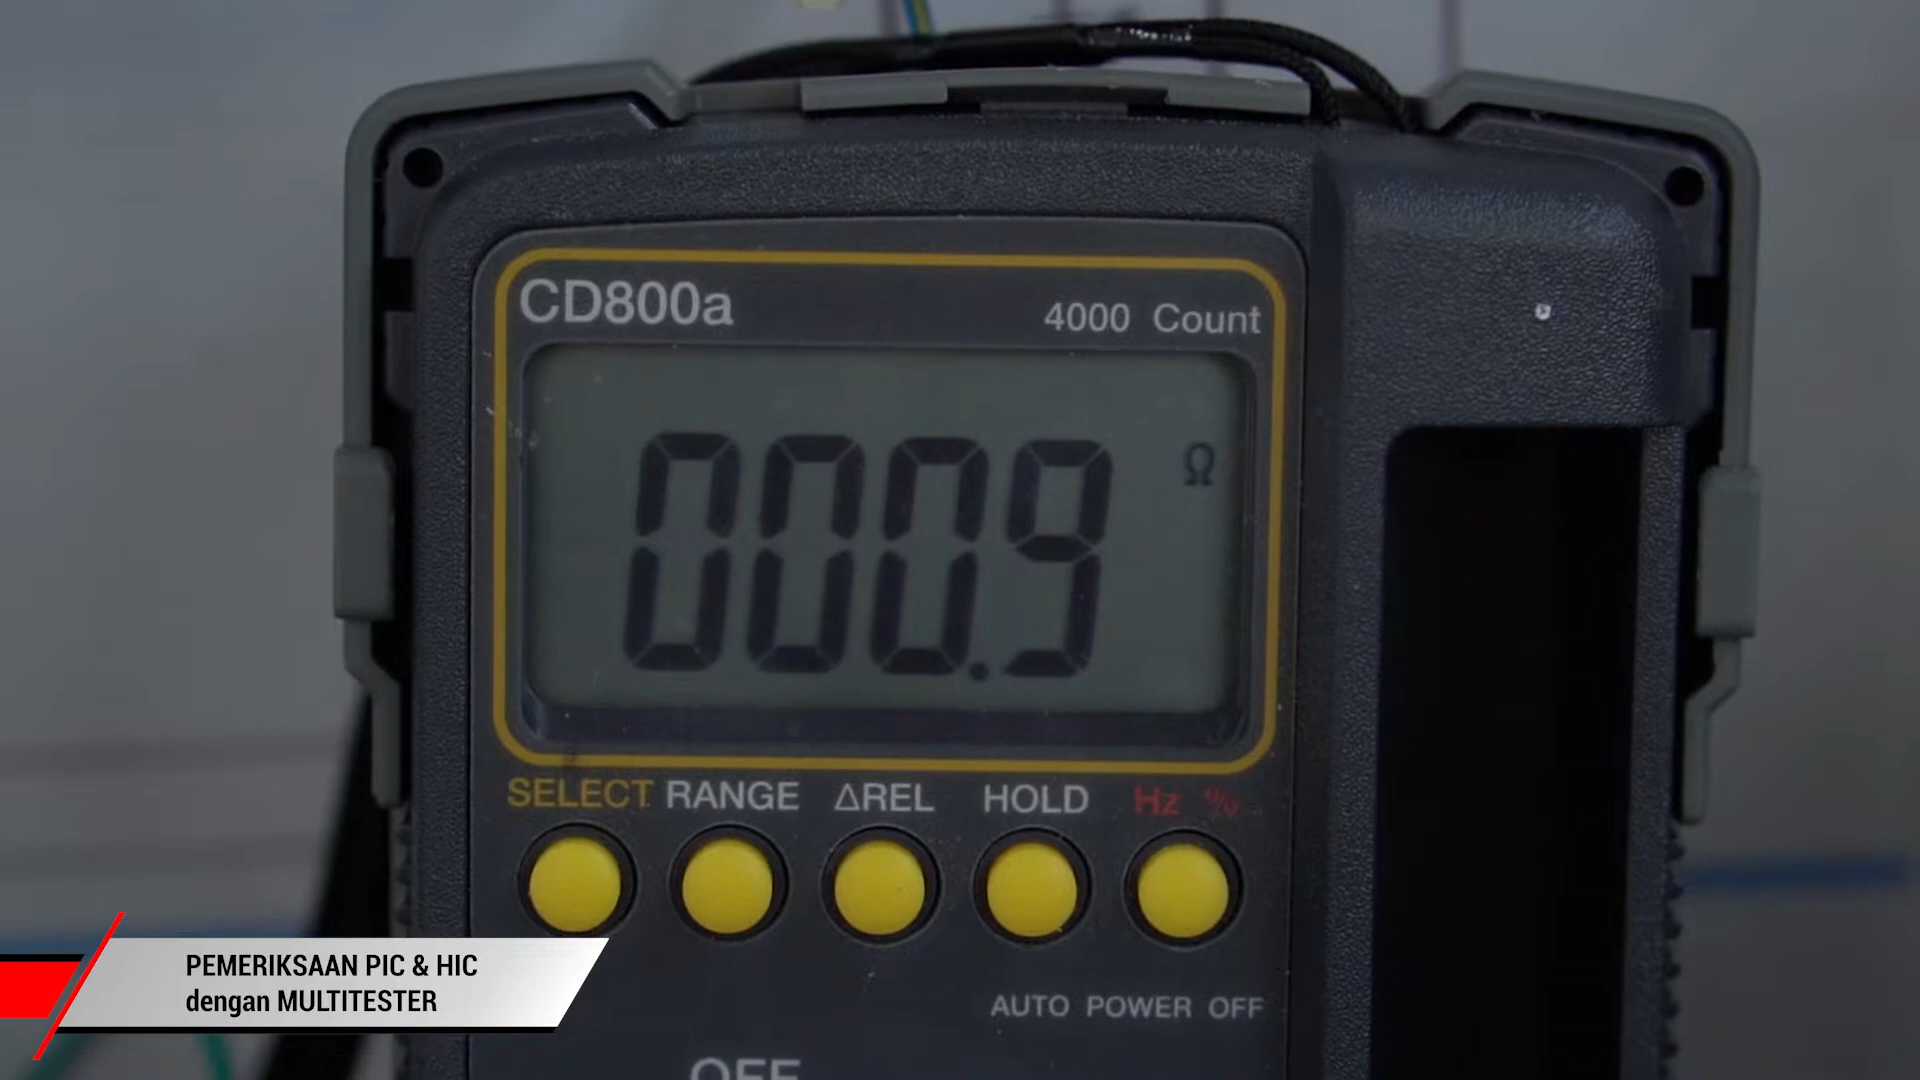 CD800a
4000 Count
000.9 Ω
SELECT RANGE ΔREL HOLD Hz %
PEMERIKSAAN PIC & HIC
dengan MULTITESTER
AUTO POWER OFF
OFF